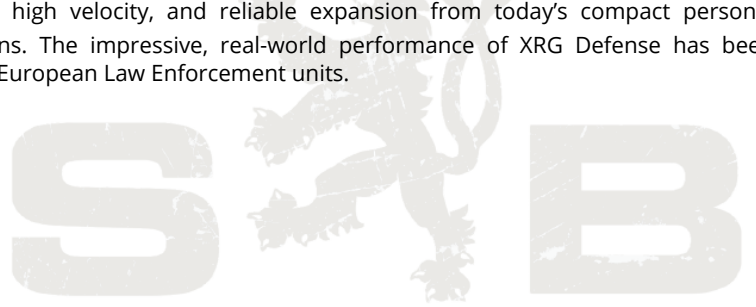 high velocity, and reliable expansion from today’s compact person
ns. The impressive, real-world performance of XRG Defense has bee
European Law Enforcement units.
S B